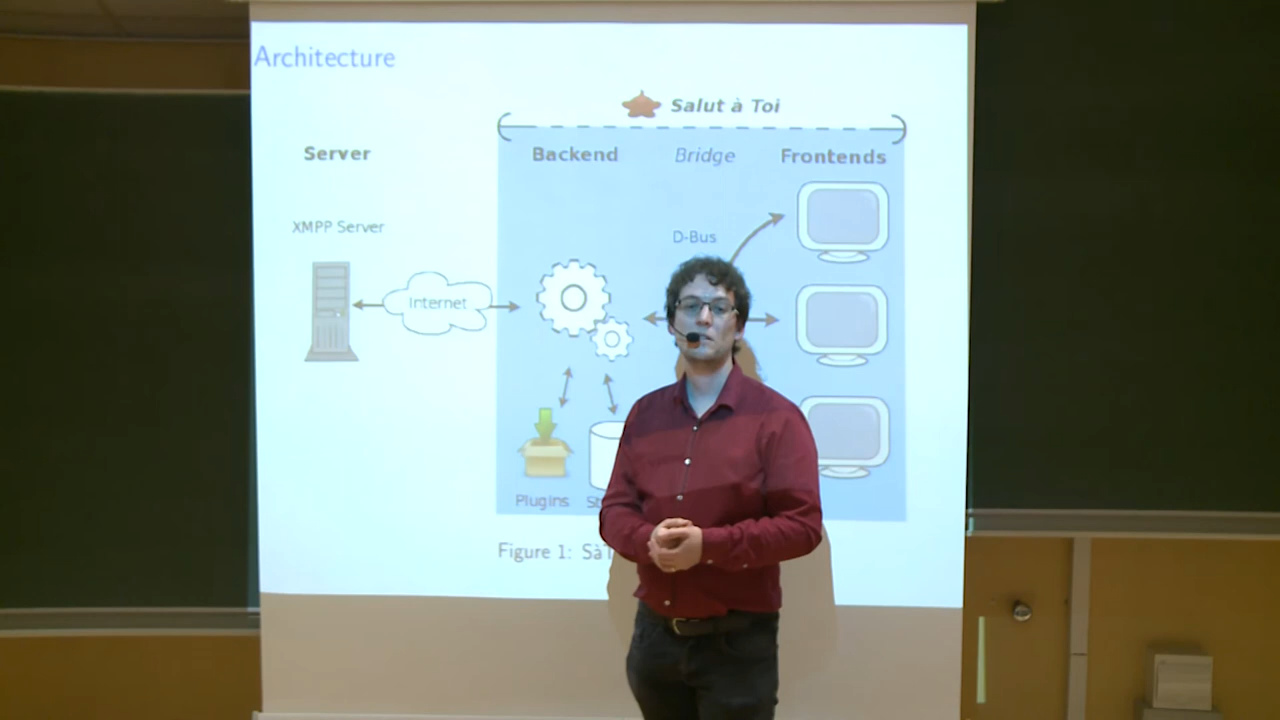 Architecture
Salut à Toi
Server
Backend
Bridge
Frontends
XMPP Server
D-Bus
Internet
Plugins
Figure 1: